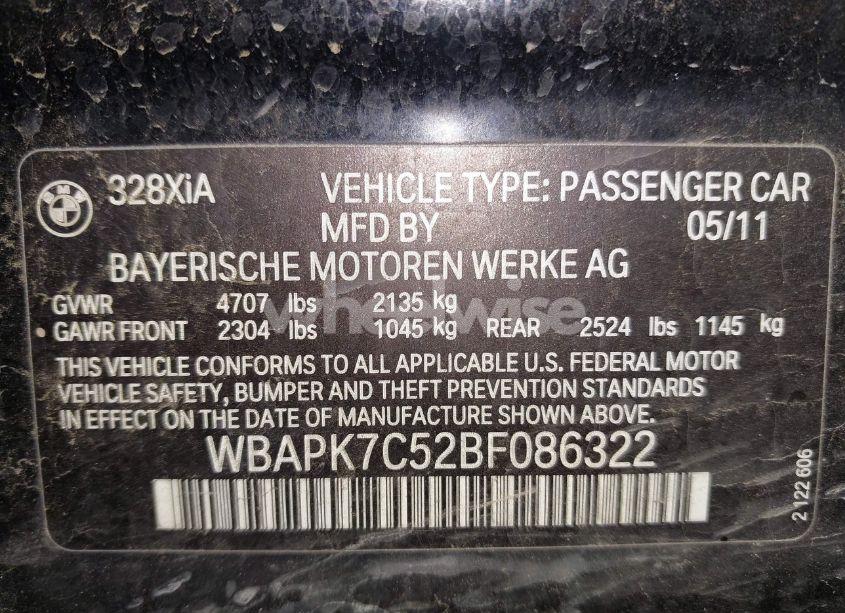 BMW 328XiA VEHICLE TYPE: PASSENGER CAR
MFD BY 05/11
BAYERISCHE MOTOREN WERKE AG
GVWR 4707 lbs 2135 kg
GAWR FRONT 2304 lbs 1045 kg REAR 2524 lbs 1145 kg
THIS VEHICLE CONFORMS TO ALL APPLICABLE U.S. FEDERAL MOTOR
VEHICLE SAFETY, BUMPER AND THEFT PREVENTION STANDARDS
IN EFFECT ON THE DATE OF MANUFACTURE SHOWN ABOVE.
WBAPK7C52BF086322
2 122 606
wheelwise